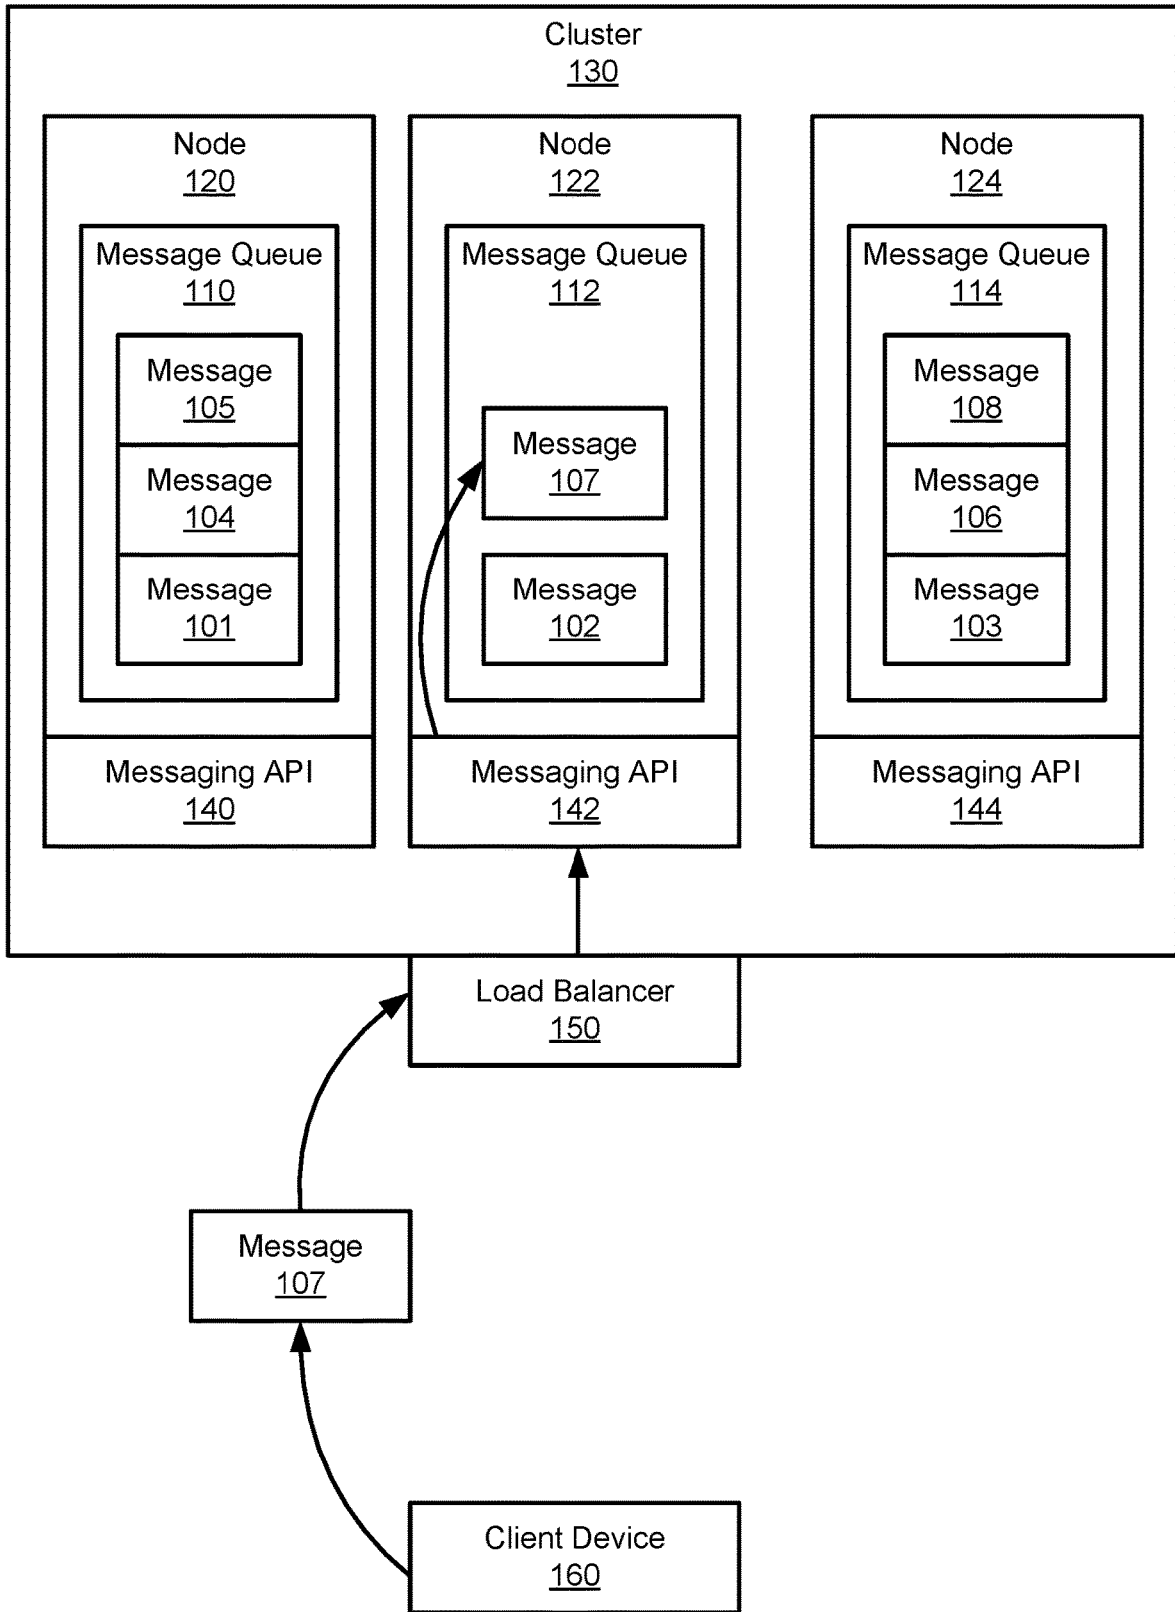 Cluster
130
Node
120
Message Queue
110
Message
105
Message
104
Message
101
Messaging API
140
Node
122
Message Queue
112
Message
107
Message
102
Messaging API
142
Node
124
Message Queue
114
Message
108
Message
106
Message
103
Messaging API
144
Load Balancer
150
Message
107
Client Device
160